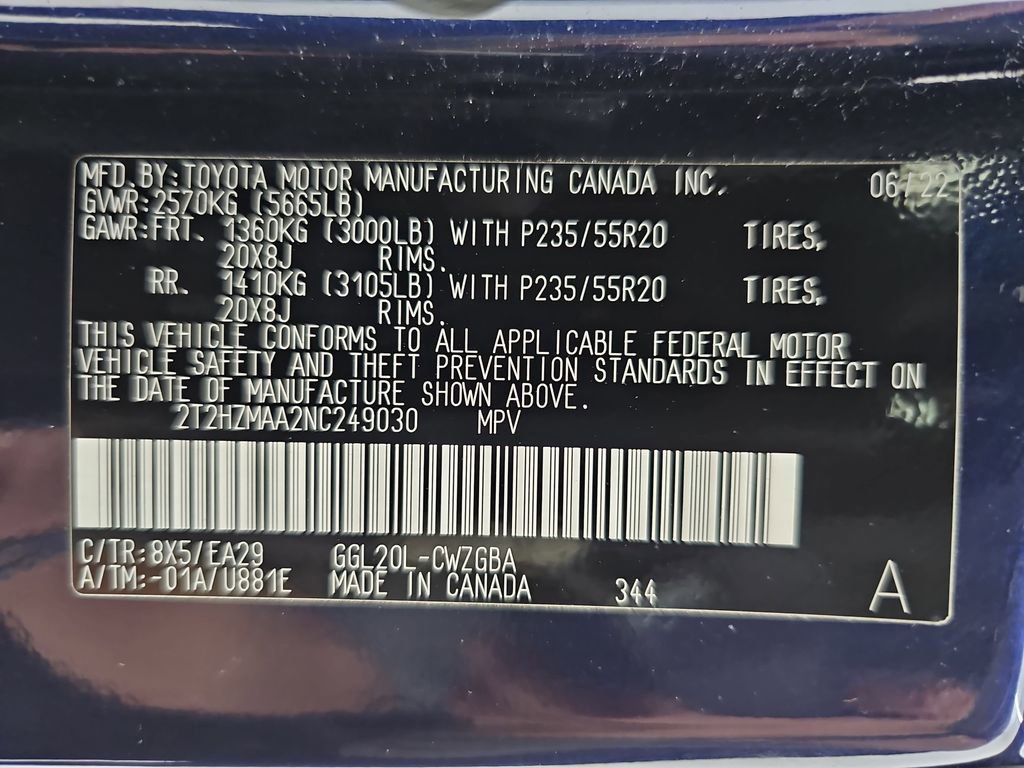 MFD.BY:TOYOTA MOTOR MANUFACTURING CANADA INC. 06/22
GVWR:2570KG (5665LB)
GAWR:FRT. 1360KG (3000LB) WITH P235/55R20 TIRES,
20X8J RIMS.
RR. 1410KG (3105LB) WITH P235/55R20 TIRES,
20X8J RIMS.
THIS VEHICLE CONFORMS TO ALL APPLICABLE FEDERAL MOTOR
VEHICLE SAFETY AND THEFT PREVENTION STANDARDS IN EFFECT ON
THE DATE OF MANUFACTURE SHOWN ABOVE.
2T2HZMAA2NC249030 MPV
C/TR:8X5/EA29 GGL20L-CWZGBA
A/TM:-01A/U881E MADE IN CANADA 344 A